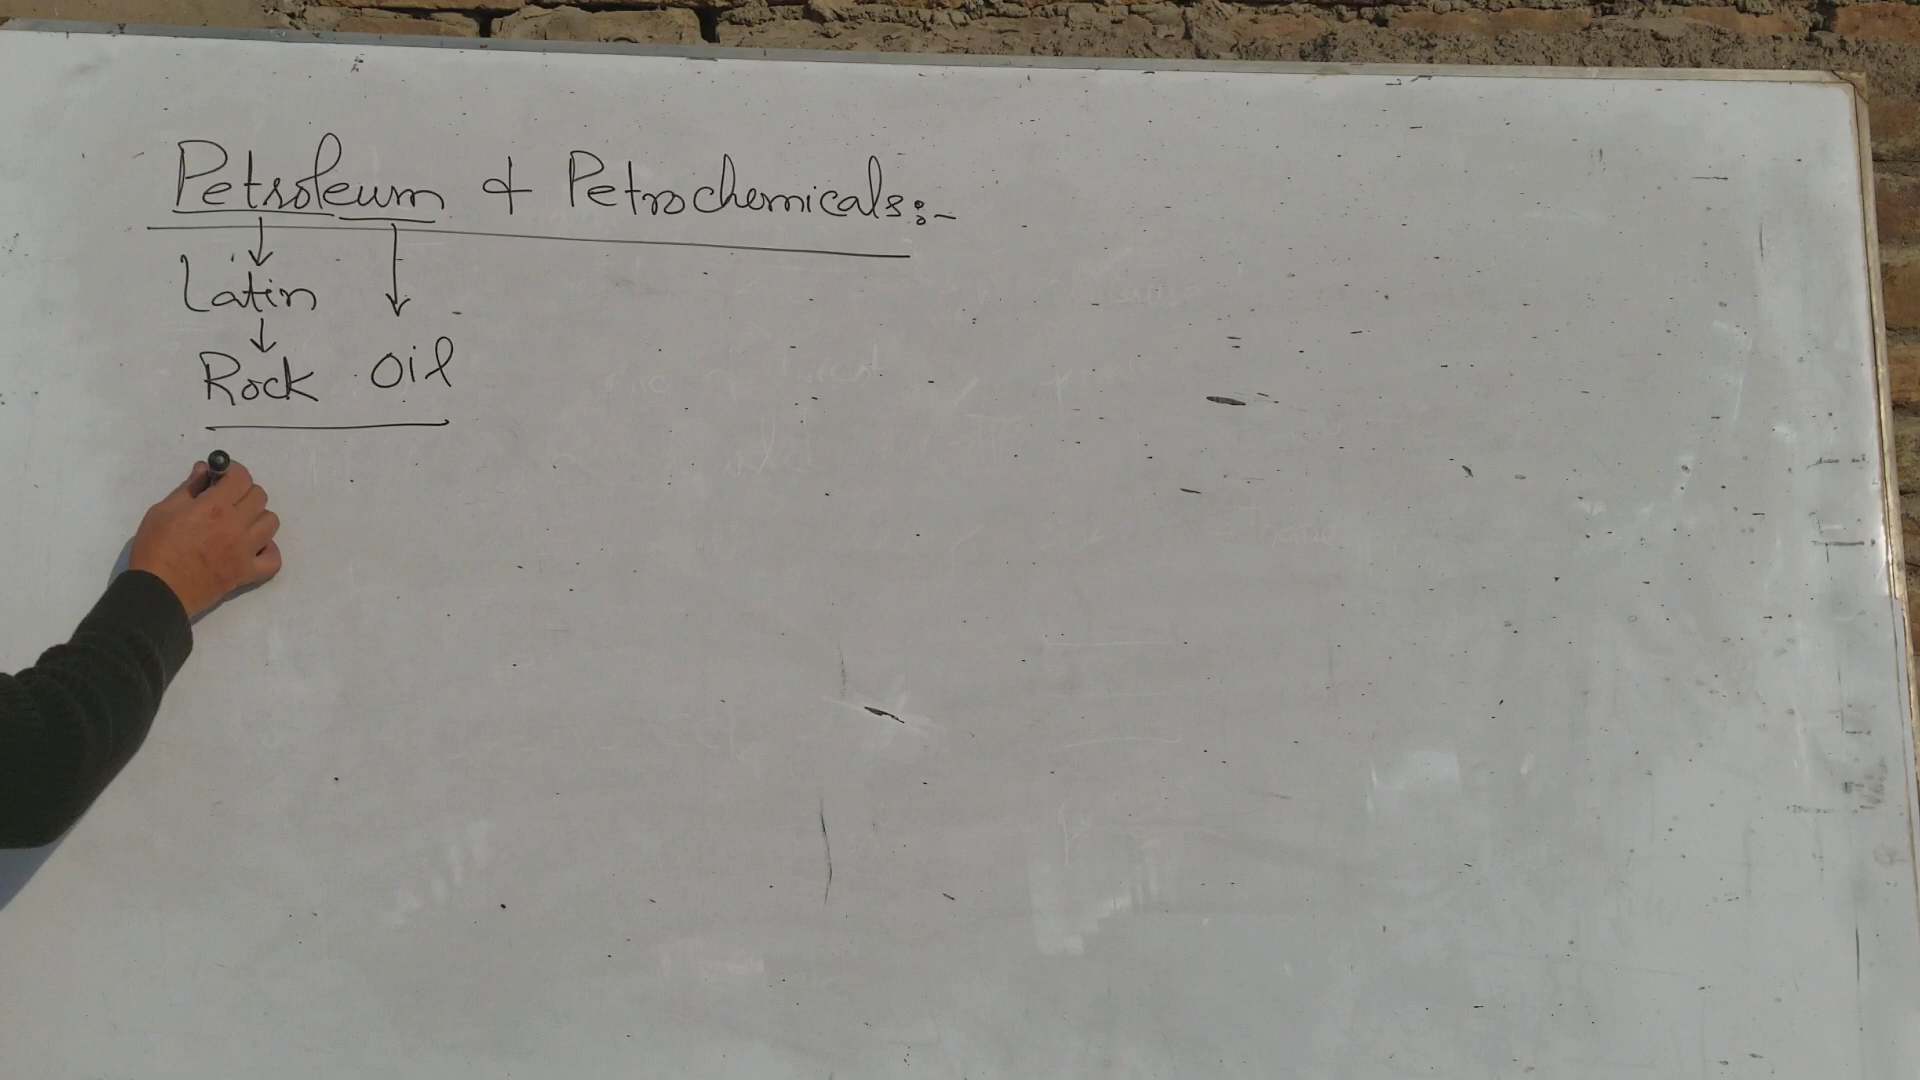 Petroleum & Petrochemicals:-
↓ ↓
Latin
↓
Rock Oil